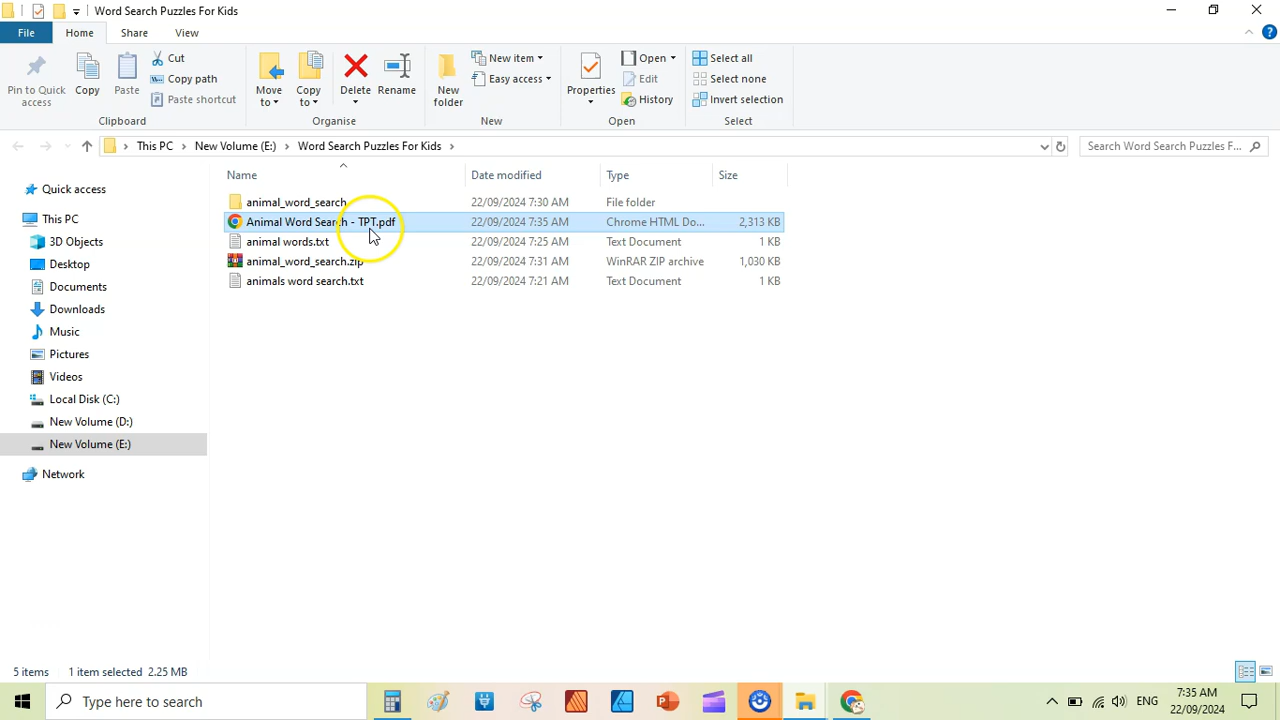 Word Search Puzzles For Kids
File Home Share View
Pin to Quick access
Copy
Paste
Cut
Copy path
Paste shortcut
Clipboard
Move to
Copy to
Delete
Rename
Organise
New folder
New item
Easy access
New
Properties
Open
Edit
History
Open
Select all
Select none
Invert selection
Select
This PC > New Volume (E:) > Word Search Puzzles For Kids >
Search Word Search Puzzles F...
Name Date modified Type Size
animal_word_search 22/09/2024 7:30 AM File folder
Animal Word Search - TPT.pdf 22/09/2024 7:35 AM Chrome HTML Do... 2,313 KB
animal words.txt 22/09/2024 7:25 AM Text Document 1 KB
animal_word_search.zip 22/09/2024 7:31 AM WinRAR ZIP archive 1,030 KB
animals word search.txt 22/09/2024 7:21 AM Text Document 1 KB
Quick access
This PC
3D Objects
Desktop
Documents
Downloads
Music
Pictures
Videos
Local Disk (C:)
New Volume (D:)
New Volume (E:)
Network
5 items 1 item selected 2.25 MB
Type here to search
ENG
7:35 AM
22/09/2024